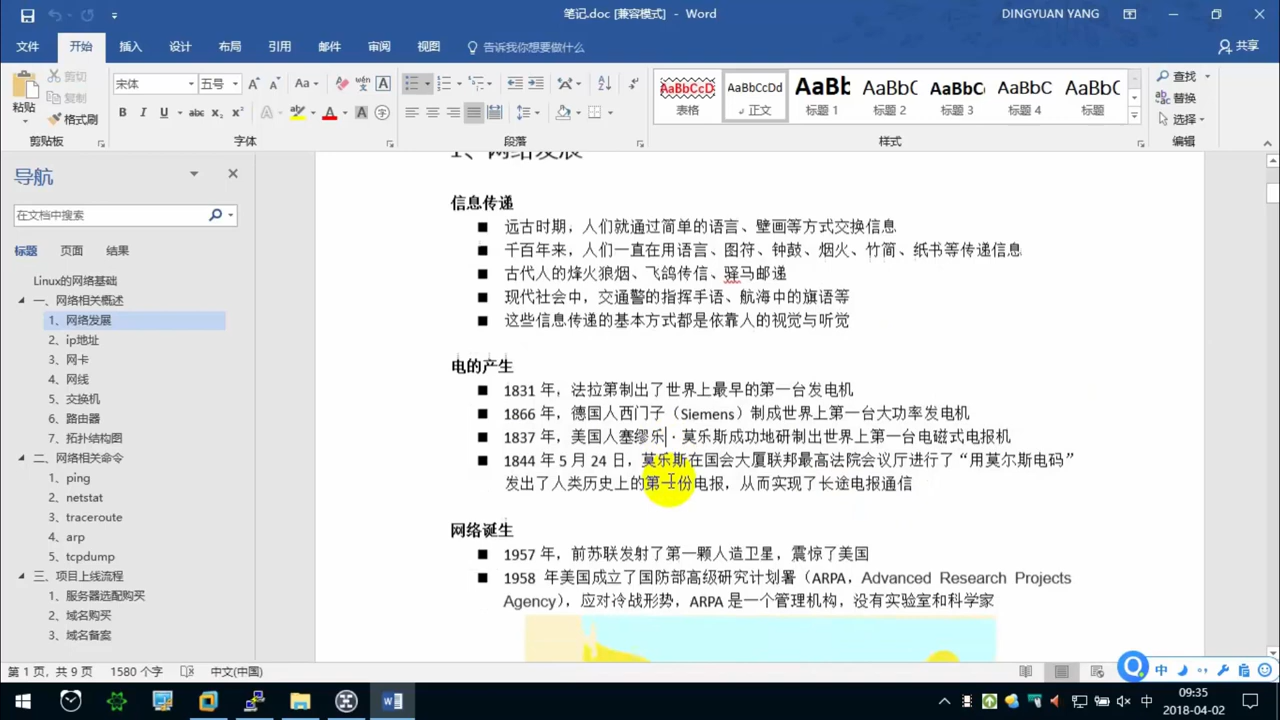 笔记.doc [兼容模式] - Word
DINGYUAN YANG
文件 开始 插入 设计 布局 引用 邮件 审阅 视图 告诉我你想要做什么 共享
粘贴 剪切 复制 格式刷
宋体 五号
AaBbCcD AaBbCcDd AaBb AaBbC AaBbC AaBbC AaBbC
表格 正文 标题 1 标题 2 标题 3 标题 4 标题
查找 替换 选择
剪贴板 字体 段落 样式 编辑
导航
在文档中搜索
标题 页面 结果
Linux的网络基础
一、网络相关概述
1、网络发展
2、ip地址
3、网卡
4、网线
5、交换机
6、路由器
7、拓扑结构图
二、网络相关命令
1、ping
2、netstat
3、traceroute
4、arp
5、tcpdump
三、项目上线流程
1、服务器选配购买
2、域名购买
3、域名备案
1、网络发展
信息传递
■ 远古时期，人们就通过简单的语言、壁画等方式交换信息
■ 千百年来，人们一直在用语言、图符、钟鼓、烟火、竹简、纸书等传递信息
■ 古代人的烽火狼烟、飞鸽传信、驿马邮递
■ 现代社会中，交通警的指挥手语、航海中的旗语等
■ 这些信息传递的基本方式都是依靠人的视觉与听觉
电的产生
■ 1831 年，法拉第制出了世界上最早的第一台发电机
■ 1866 年，德国人西门子（Siemens）制成世界上第一台大功率发电机
■ 1837 年，美国人塞缪乐·莫乐斯成功地研制出世界上第一台电磁式电报机
■ 1844 年 5 月 24 日，莫乐斯在国会大厦联邦最高法院会议厅进行了“用莫尔斯电码”
发出了人类历史上的第一份电报，从而实现了长途电报通信
网络诞生
■ 1957 年，前苏联发射了第一颗人造卫星，震惊了美国
■ 1958 年美国成立了国防部高级研究计划署（ARPA，Advanced Research Projects
Agency），应对冷战形势，ARPA 是一个管理机构，没有实验室和科学家
第 1 页，共 9 页 1580 个字 中文(中国)
中
中 09:35
2018-04-02